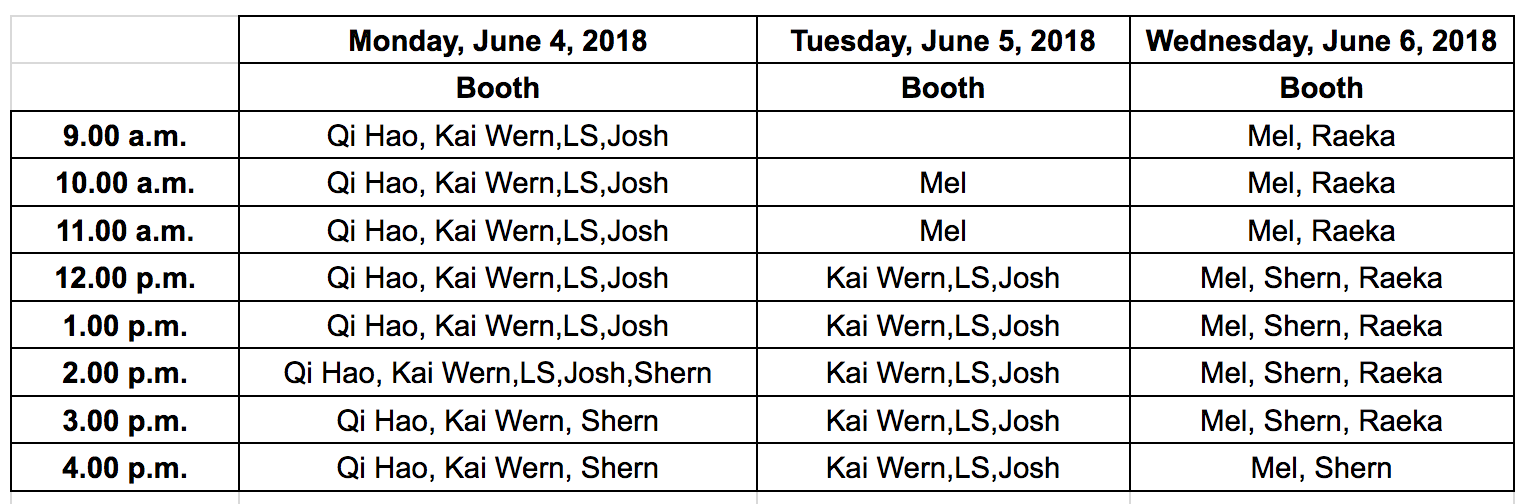 Monday, June 4, 2018 Tuesday, June 5, 2018 Wednesday, June 6, 2018
Booth Booth Booth
9.00 a.m. Qi Hao, Kai Wern,LS,Josh Mel, Raeka
10.00 a.m. Qi Hao, Kai Wern,LS,Josh Mel Mel, Raeka
11.00 a.m. Qi Hao, Kai Wern,LS,Josh Mel Mel, Raeka
12.00 p.m. Qi Hao, Kai Wern,LS,Josh Kai Wern,LS,Josh Mel, Shern, Raeka
1.00 p.m. Qi Hao, Kai Wern,LS,Josh Kai Wern,LS,Josh Mel, Shern, Raeka
2.00 p.m. Qi Hao, Kai Wern,LS,Josh,Shern Kai Wern,LS,Josh Mel, Shern, Raeka
3.00 p.m. Qi Hao, Kai Wern, Shern Kai Wern,LS,Josh Mel, Shern, Raeka
4.00 p.m. Qi Hao, Kai Wern, Shern Kai Wern,LS,Josh Mel, Shern